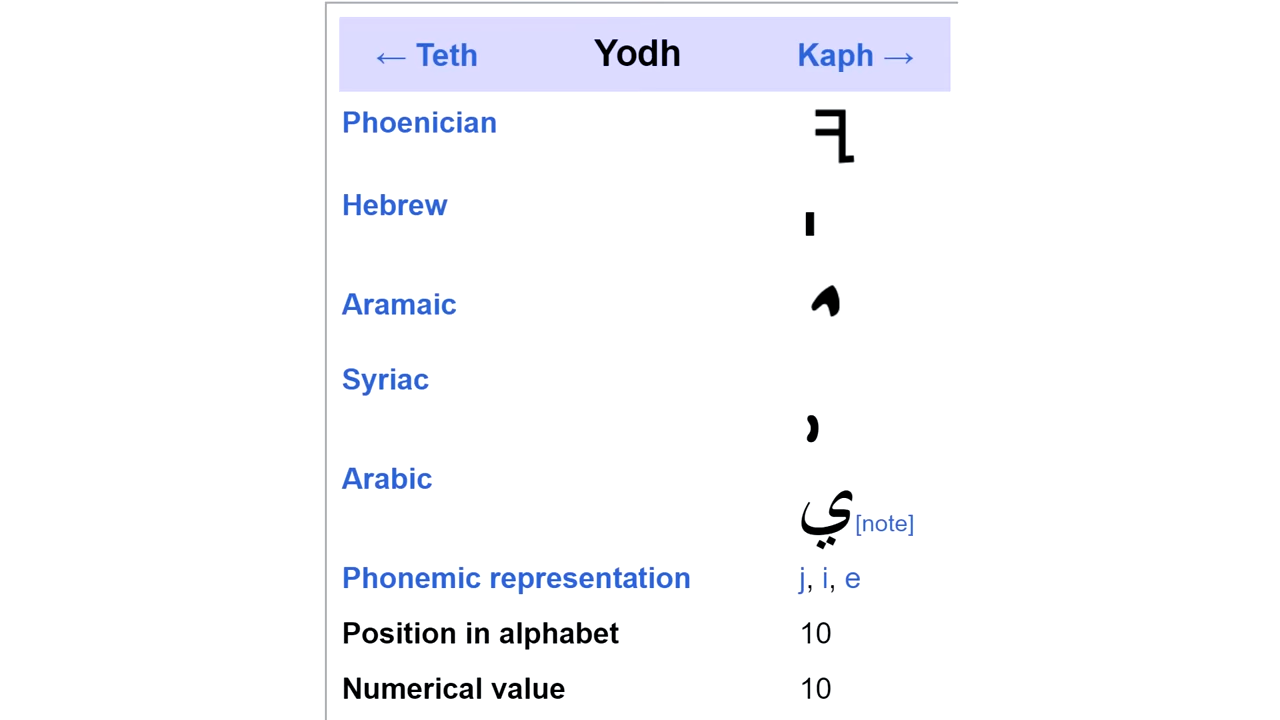 ← Teth Yodh Kaph →
Phoenician 𐤉
Hebrew י
Aramaic 𐡉
Syriac ܝ
Arabic ي[note]
Phonemic representation j, i, e
Position in alphabet 10
Numerical value 10